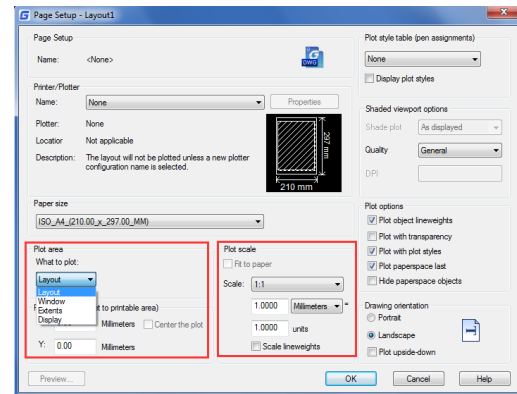 Page Setup - Layout1
Page Setup
Name: <None>
DWG
Printer/Plotter
Name: None Properties
Plotter: None
Locatior Not applicable
Description: The layout will not be plotted unless a new plotter
configuration name is selected.
297 mm
210 mm
Paper size
ISO_A4_(210.00_x_297.00_MM)
Plot area
What to plot:
Layout
Layout
Window
Extents
Display
t to printable area)
Millimeters Center the plot
Y: 0.00 Millimeters
Plot scale
Fit to paper
Scale: 1:1
1.0000 Millimeters =
1.0000 units
Scale lineweights
Plot style table (pen assignments)
None
Display plot styles
Shaded viewport options
Shade plot As displayed
Quality General
DPI
Plot options
Plot object lineweights
Plot with transparency
Plot with plot styles
Plot paperspace last
Hide paperspace objects
Drawing orientation
Portrait
Landscape
Plot upside-down
Preview...
OK Cancel Help